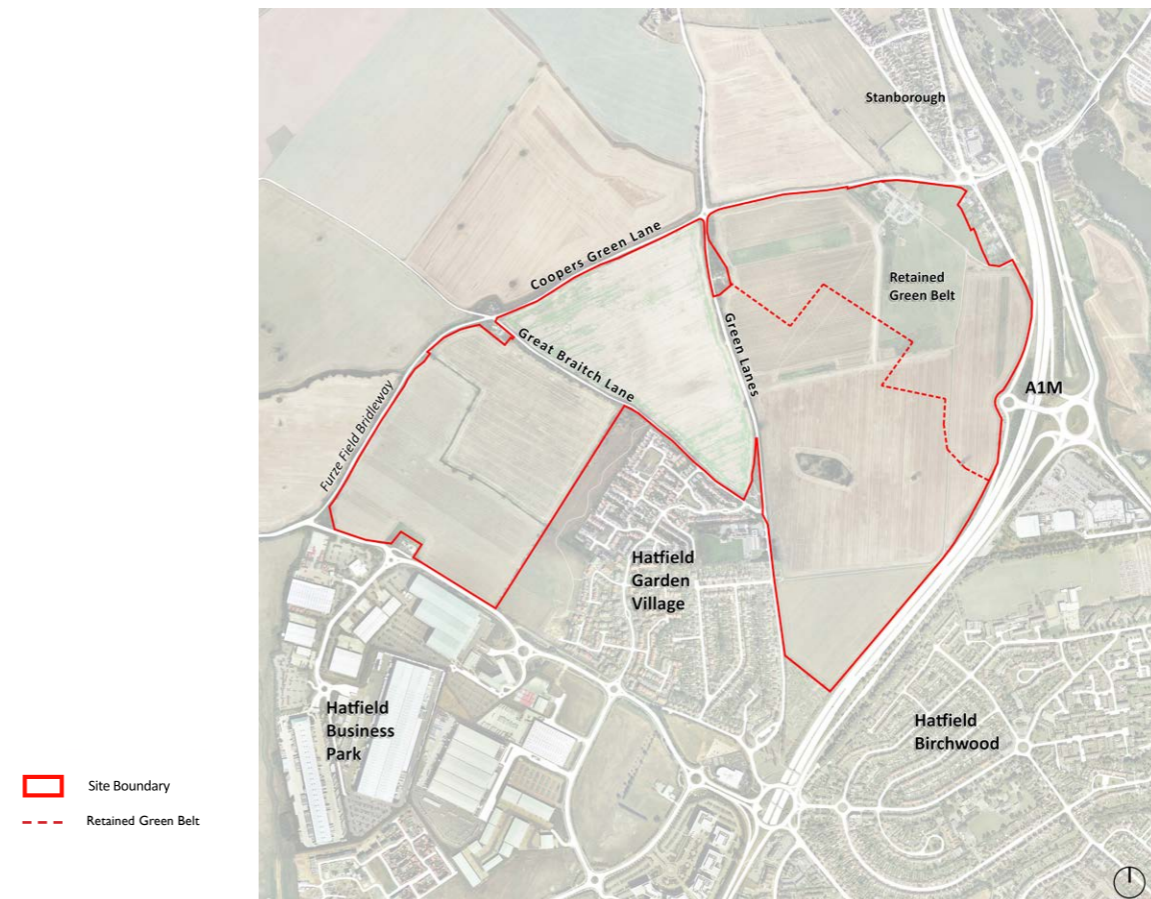 Stanborough
Coopers Green Lane
Retained
Green Belt
Green Lanes
Great Braitch Lane
A1M
Furze Field Bridleway
Hatfield
Garden
Village
Hatfield
Business
Park
Hatfield
Birchwood
Site Boundary
Retained Green Belt